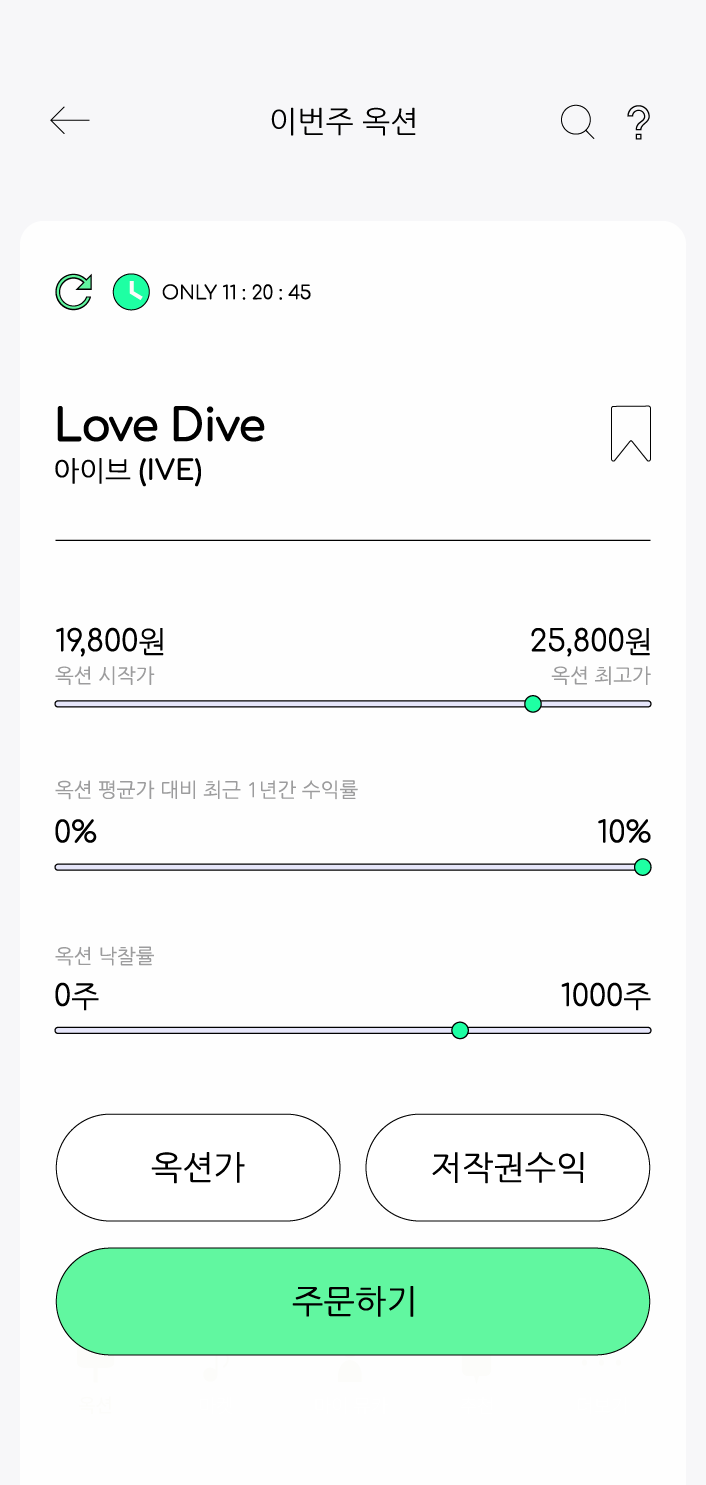 이번주 옥션
ONLY 11 : 20 : 45
Love Dive
아이브 (IVE)
19,800원 25,800원
옥션 시작가 옥션 최고가
옥션 평균가 대비 최근 1년간 수익률
0% 10%
옥션 낙찰률
0주 1000주
옥션가 저작권수익
주문하기